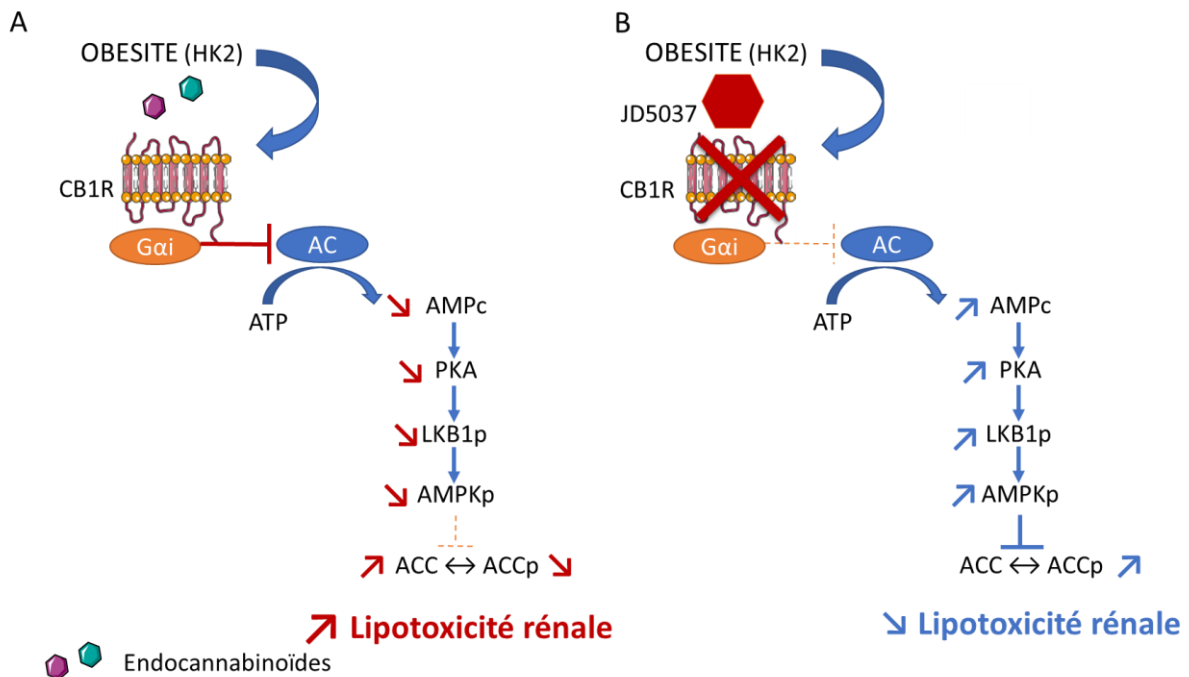 A
OBESITE (HK2)
CB1R
Gαi
AC
ATP
AMPc
PKA
LKB1p
AMPKp
ACC ↔ ACCp
Lipotoxicité rénale
Endocannabinoïdes
B
OBESITE (HK2)
JD5037
CB1R
Gαi
AC
ATP
AMPc
PKA
LKB1p
AMPKp
ACC ↔ ACCp
Lipotoxicité rénale